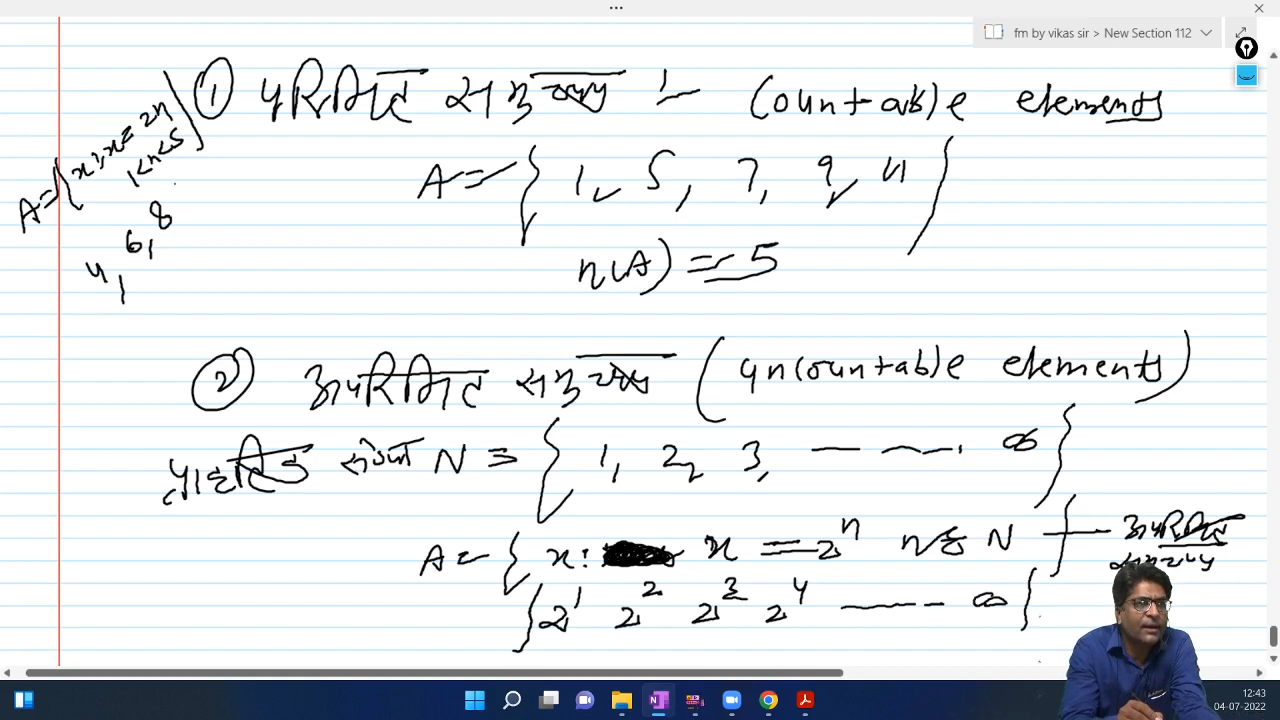 fm by vikas sir > New Section 112
① परिमित समुच्चय :- Countable elements
A = { 1, 5, 7, 9, 11 }
n(A) = 5
A = { x : x = 2n
1<n<5 }
4, 6, 8
② अपरिमित समुच्चय (uncountable elements)
प्राकृतिक संख्या N = { 1, 2, 3, — — . ∞ }
A = { x : x = 2ⁿ n ∈ N } — अपरिमित
समुच्चय
{ 2¹ 2² 2³ 2⁴ ——— - ∞ }
12:43
04-07-2022